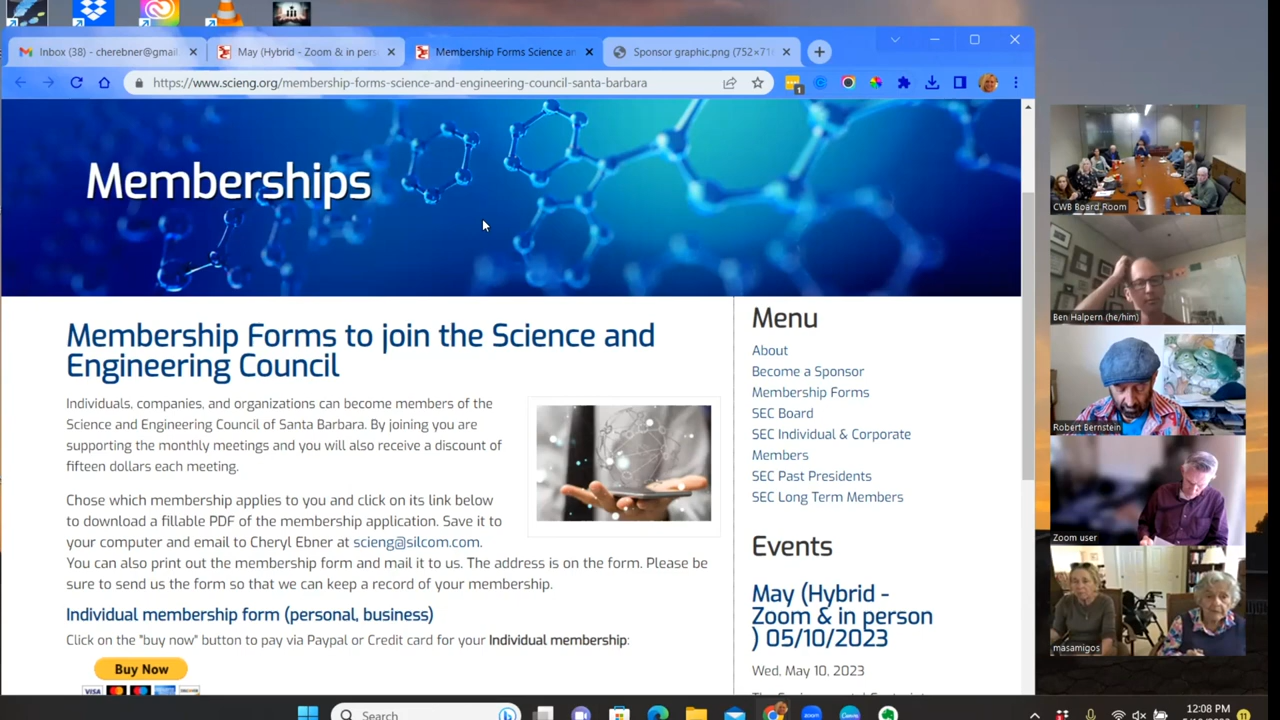 Inbox (38) - cherebner@gmail.
May (Hybrid - Zoom & in pers
Membership Forms Science an
Sponsor graphic.png (752×71
https://www.scieng.org/membership-forms-science-and-engineering-council-santa-barbara
1
Memberships
Membership Forms to join the Science and
Engineering Council
Individuals, companies, and organizations can become members of the
Science and Engineering Council of Santa Barbara. By joining you are
supporting the monthly meetings and you will also receive a discount of
fifteen dollars each meeting.
Chose which membership applies to you and click on its link below
to download a fillable PDF of the membership application. Save it to
your computer and email to Cheryl Ebner at scieng@silcom.com.
You can also print out the membership form and mail it to us. The address is on the form. Please be
sure to send us the form so that we can keep a record of your membership.
Individual membership form (personal, business)
Click on the "buy now" button to pay via Paypal or Credit card for your Individual membership:
Buy Now
VISA
Menu
About
Become a Sponsor
Membership Forms
SEC Board
SEC Individual & Corporate
Members
SEC Past Presidents
SEC Long Term Members
Events
May (Hybrid -
Zoom & in person
) 05/10/2023
Wed, May 10, 2023
CWB Board Room
Ben Halpern (he/him)
Robert Bernstein
Zoom user
masamigos
Search
zoom
Canva
12:08 PM